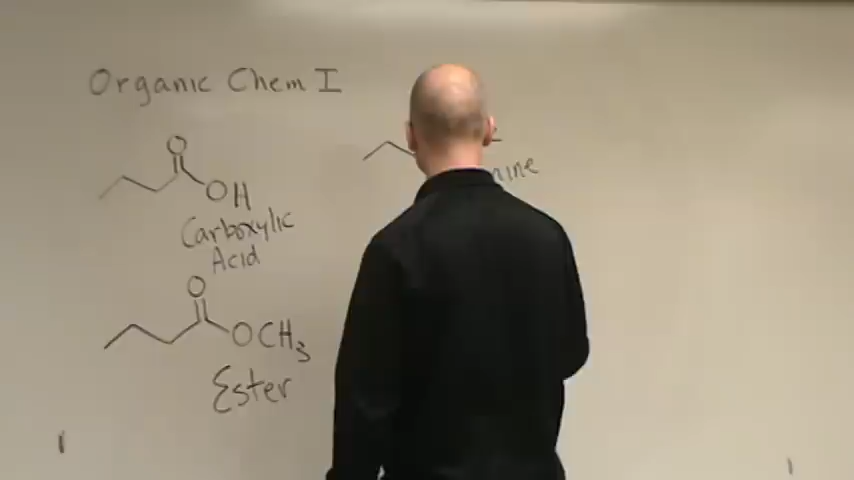 Organic Chem I
O
OH
Carboxylic
Acid
O
OCH3
Ester